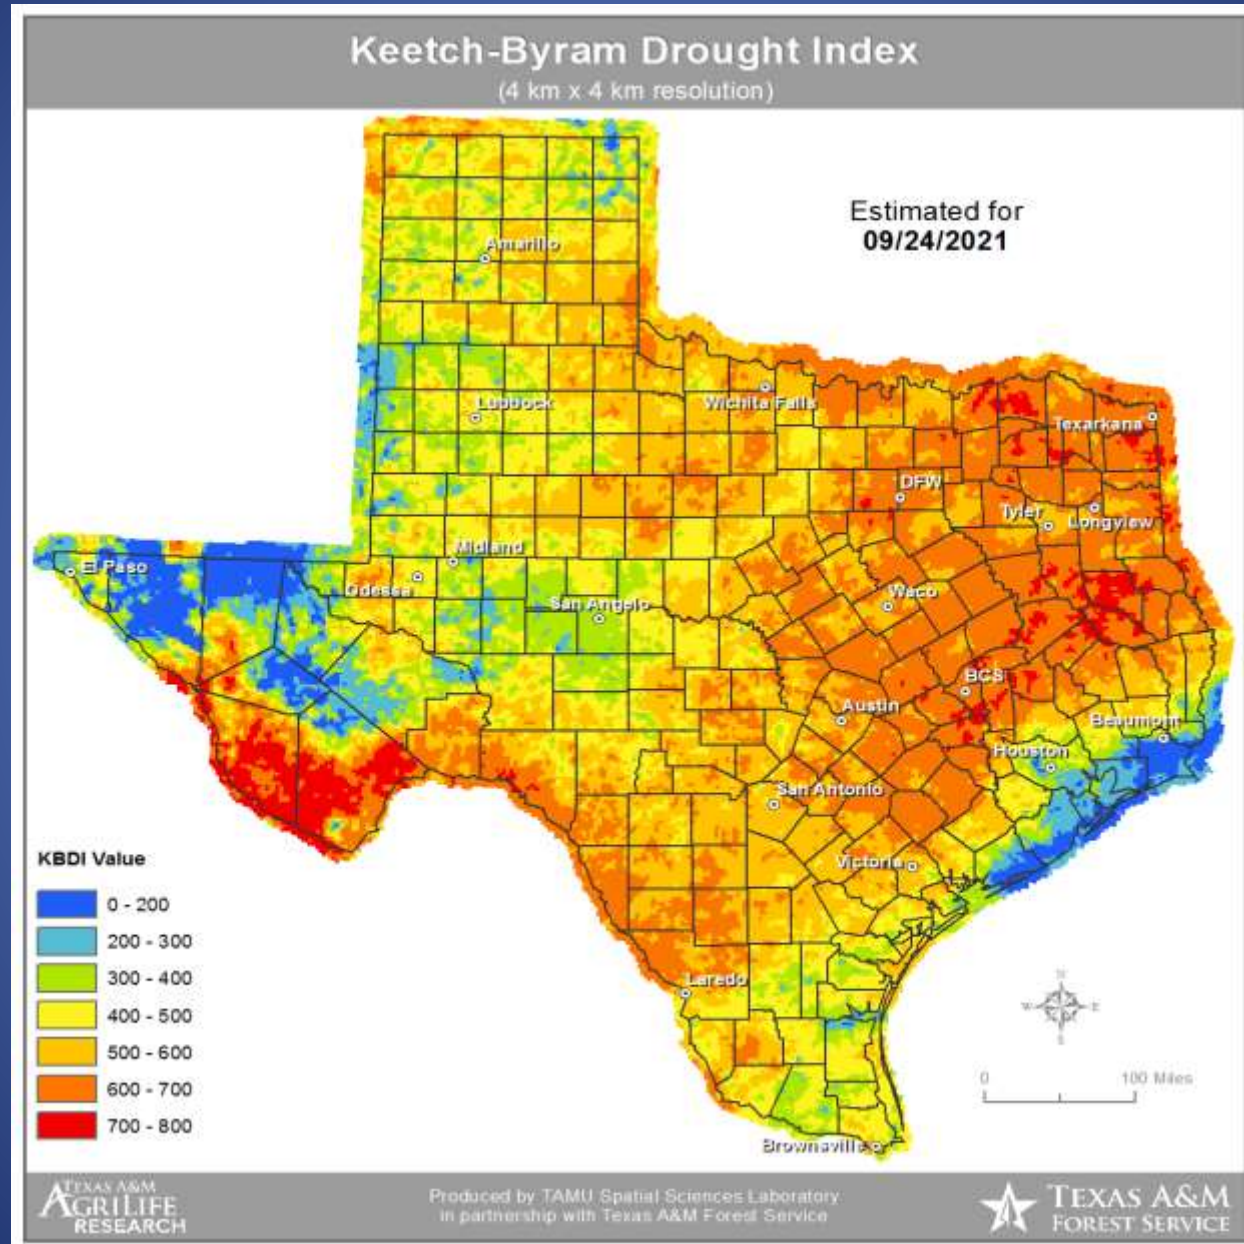 Keetch-Byram Drought Index
(4 km x 4 km resolution)
Estimated for
09/24/2021
Amarillo
Lubbock
Wichita Falls
Texarkana
DFW
Tyler
Longview
Midland
El Paso
Odessa
San Angelo
Waco
BCS
Austin
Beaumont
Houston
San Antonio
Victoria
Laredo
Brownsville
KBDI Value
0 - 200
200 - 300
300 - 400
400 - 500
500 - 600
600 - 700
700 - 800
N
W
E
S
0 100 Miles
TEXAS A&M
AGRILIFE
RESEARCH
Produced by TAMU Spatial Sciences Laboratory
in partnership with Texas A&M Forest Service
TEXAS A&M
FOREST SERVICE